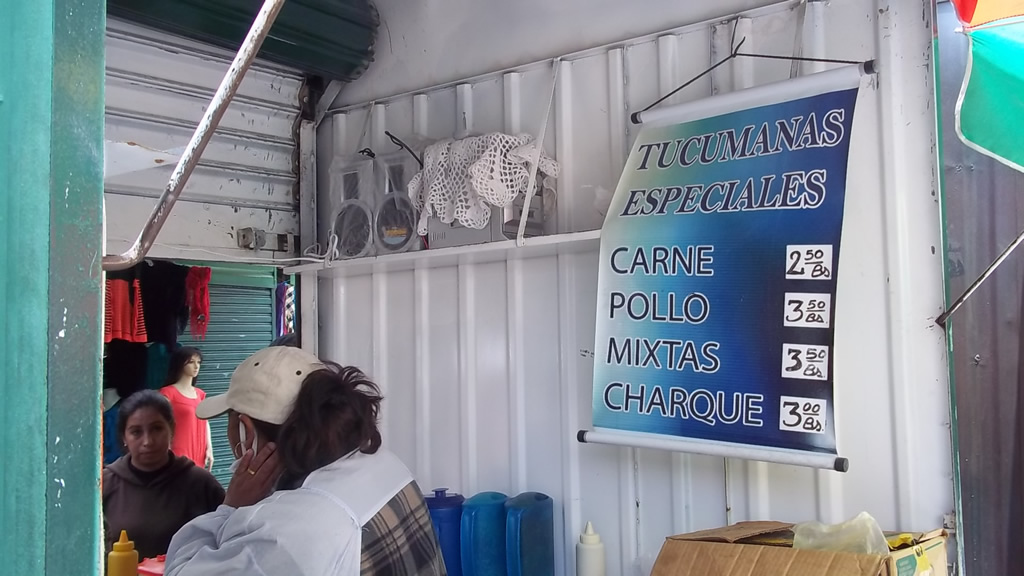 TUCUMANAS
ESPECIALES
CARNE 2.50 Bs
POLLO 3.50 Bs
MIXTAS 3.50 Bs
CHARQUE 3.00 Bs